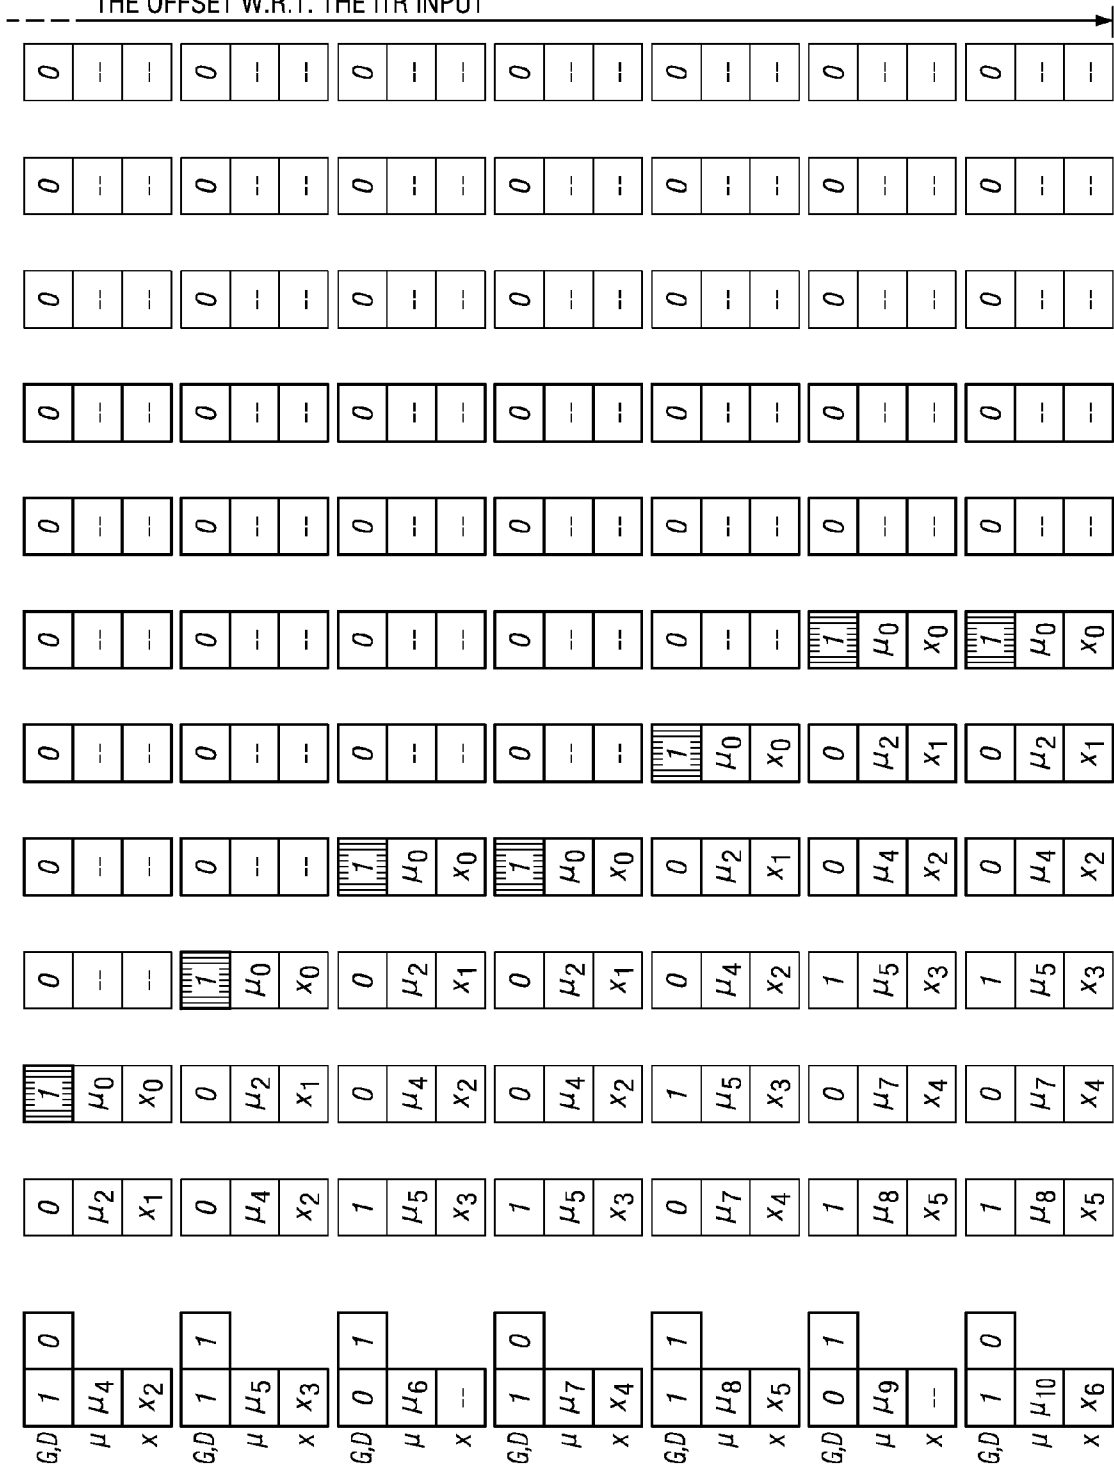 THE OFFSET W.R.T. THE ITR INPUT
G,D 1 0 0 1 0 0 0 0 0 0 0 0 0
μ μ4 μ2 μ0 -- -- -- -- -- -- -- -- --
x x2 x1 x0 -- -- -- -- -- -- -- -- --
G,D 1 1 0 0 1 0 0 0 0 0 0 0 0
μ μ5 μ4 μ2 μ0 -- -- -- -- -- -- -- --
x x3 x2 x1 x0 -- -- -- -- -- -- -- --
G,D 0 1 1 0 0 1 0 0 0 0 0 0 0
μ μ6 μ5 μ4 μ2 μ0 -- -- -- -- -- -- --
x -- x3 x2 x1 x0 -- -- -- -- -- -- --
G,D 1 0 1 0 0 1 0 0 0 0 0 0 0
μ μ7 μ5 μ4 μ2 μ0 -- -- -- -- -- -- --
x x4 x3 x2 x1 x0 -- -- -- -- -- -- --
G,D 1 1 0 1 0 0 1 0 0 0 0 0 0
μ μ8 μ7 μ5 μ4 μ2 μ0 -- -- -- -- -- --
x x5 x4 x3 x2 x1 x0 -- -- -- -- -- --
G,D 0 1 1 0 1 0 0 1 0 0 0 0 0
μ μ9 μ8 μ7 μ5 μ4 μ2 μ0 -- -- -- -- --
x -- x5 x4 x3 x2 x1 x0 -- -- -- -- --
G,D 1 0 1 0 1 0 0 1 0 0 0 0 0
μ μ10 μ8 μ7 μ5 μ4 μ2 μ0 -- -- -- -- --
x x6 x5 x4 x3 x2 x1 x0 -- -- -- -- --